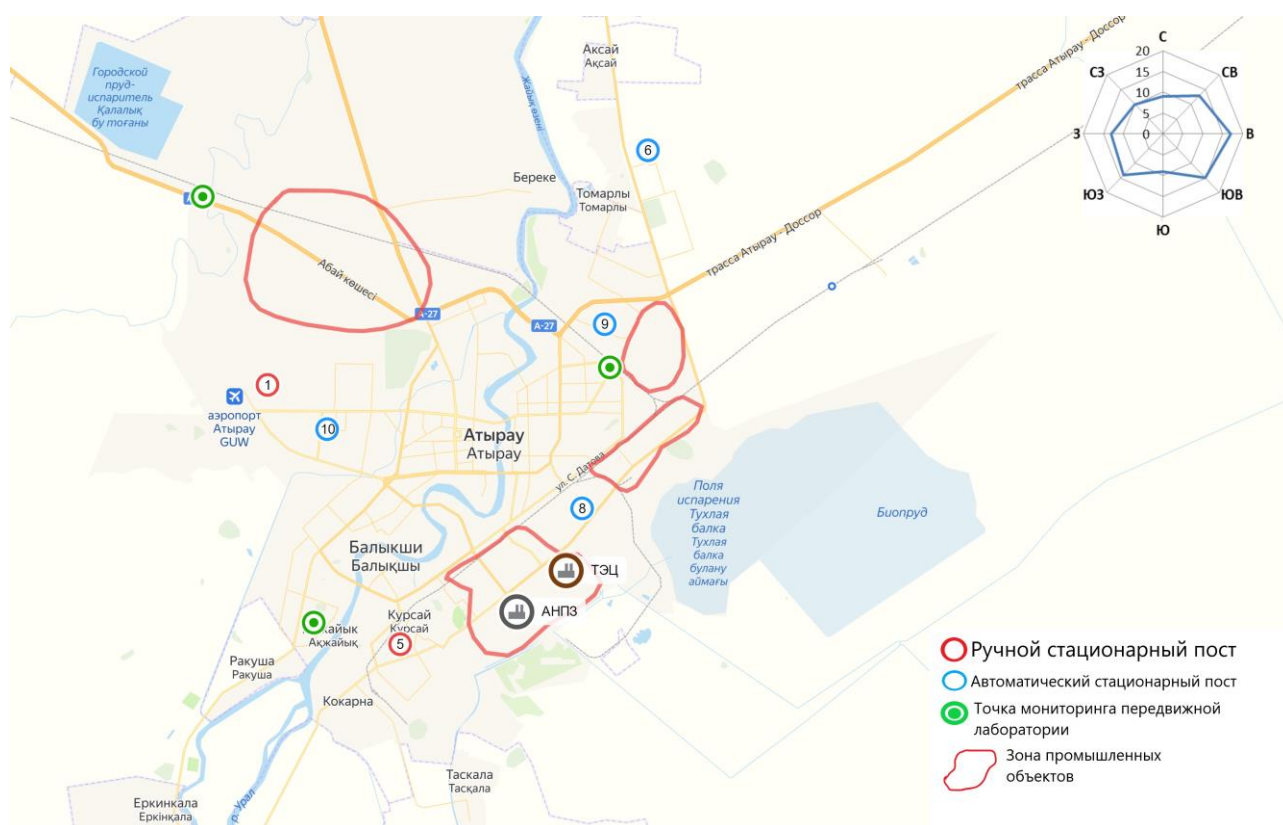 Аксай
Ақсай
Городской
пруд-
испаритель
Қалалық
бу тоғаны
Жайық өзені
трасса Атырау - Доссор
С
СВ
В
ЮВ
Ю
ЮЗ
З
СЗ
20
15
10
5
0
6
Береке
Томарлы
Томарлы
трасса Атырау - Доссор
Абай көшесі
А-27
А-27
9
1
аэропорт
Атырау
GUW
10
Атырау
Атырау
ул. С. Датова
8
Поля
испарения
Тухлая
балка
Тухлая
балка
булану
аймағы
Биопруд
Балыкши
Балықшы
ТЭЦ
АНПЗ
Курсай
Курсай
5
Ақжайық
Ракуша
Ракуша
Кокарна
Таскала
Тасқала
Еркинкала
Еркінқала
р. Урал
Ручной стационарный пост
Автоматический стационарный пост
Точка мониторинга передвижной
лаборатории
Зона промышленных
объектов